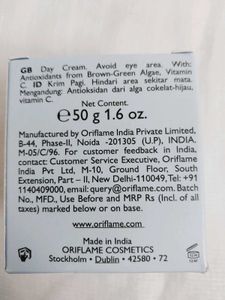 GB Day Cream. Avoid eye area. With:
Antioxidants from Brown-Green Algae, Vitamin
C. ID Krim Pagi. Hindari area sekitar mata.
Mengandung: Antioksidan dari alga cokelat-hijau,
vitamin C.
Net Content:
℮50 g 1.6 oz.
Manufactured by Oriflame India Private Limited,
B-44, Phase-II, Noida -201305 (U.P), INDIA.
M-05/C/96. For customer feedback in India,
contact: Customer Service Executive, Oriflame
India Pvt Ltd, M-10, Ground Floor, South
Extension, Part – II, New Delhi-110049, Tel: +91
1140409000, email: query@oriflame.com. Batch
No., MFD., Use Before and MRP Rs (Incl. of all
taxes) marked below or on base.
Made in India
ORIFLAME COSMETICS
Stockholm · Dublin · 42580 · 72